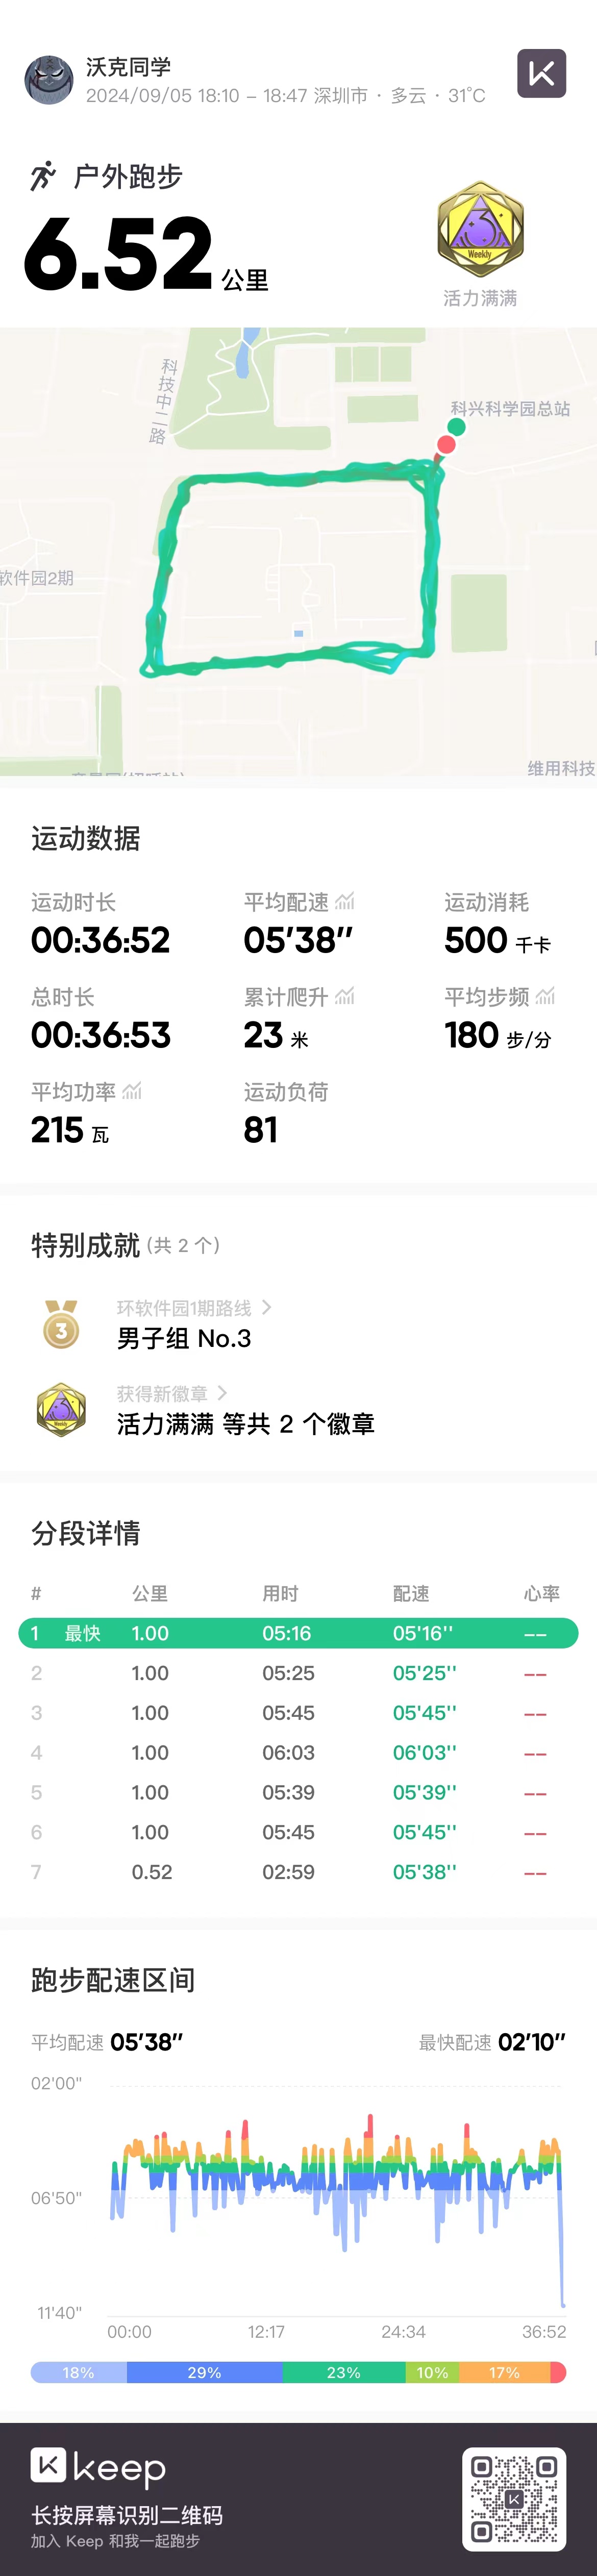 沃克同学
2024/09/05 18:10 – 18:47 深圳市 · 多云 · 31°C
户外跑步
6.52 公里
3
Weekly
活力满满
科技中二路
科兴科学园总站
软件园2期
维用科技
运动数据
运动时长 平均配速 运动消耗
00:36:52 05'38" 500 千卡
总时长 累计爬升 平均步频
00:36:53 23 米 180 步/分
平均功率 运动负荷
215 瓦 81
特别成就 (共 2 个)
3
环软件园1期路线 >
男子组 No.3
3
Weekly
获得新徽章 >
活力满满 等共 2 个徽章
分段详情
# 公里 用时 配速 心率
1 最快 1.00 05:16 05'16'' --
2 1.00 05:25 05'25'' --
3 1.00 05:45 05'45'' --
4 1.00 06:03 06'03'' --
5 1.00 05:39 05'39'' --
6 1.00 05:45 05'45'' --
7 0.52 02:59 05'38'' --
跑步配速区间
平均配速 05'38" 最快配速 02'10"
02'00"
06'50"
11'40"
00:00 12:17 24:34 36:52
18% 29% 23% 10% 17%
keep
长按屏幕识别二维码
加入 Keep 和我一起跑步